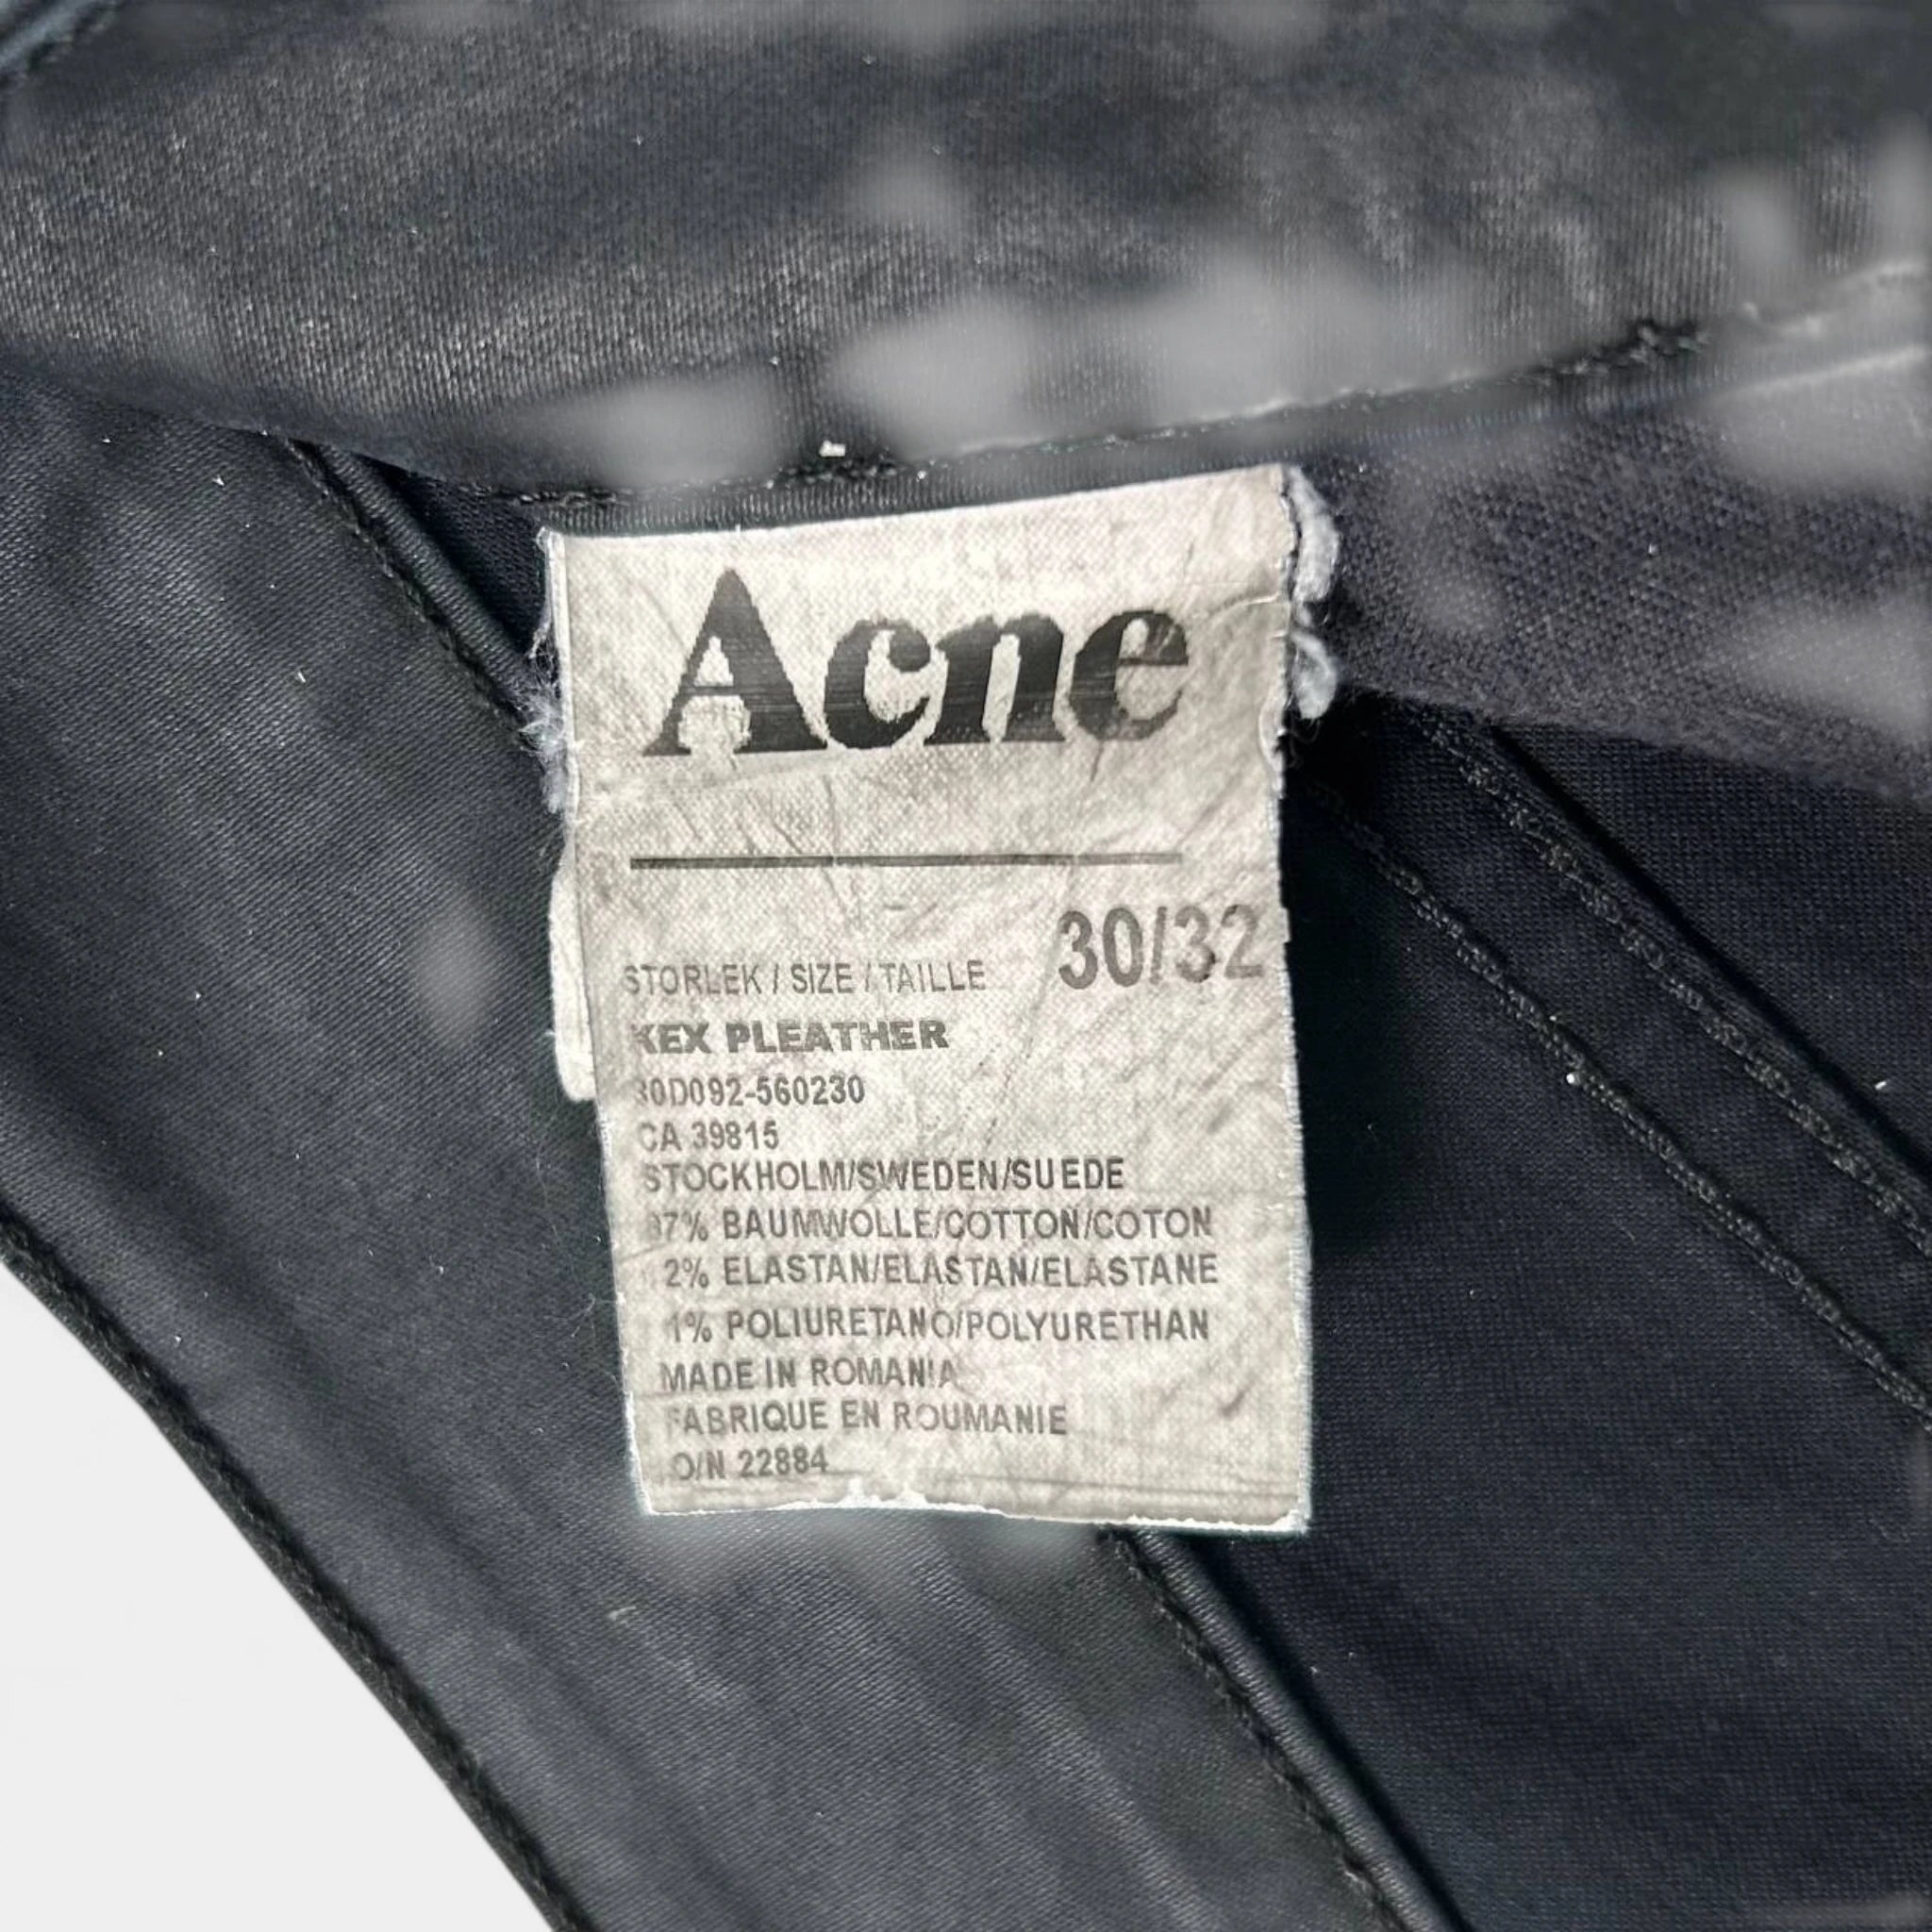 Acne
STORLEK / SIZE / TAILLE 30/32
KEX PLEATHER
30D092-560230
CA 39815
STOCKHOLM/SWEDEN/SUEDE
97% BAUMWOLLE/COTTON/COTON
2% ELASTAN/ELASTAN/ELASTANE
1% POLIURETANO/POLYURETHAN
MADE IN ROMANIA
FABRIQUE EN ROUMANIE
O/N 22884